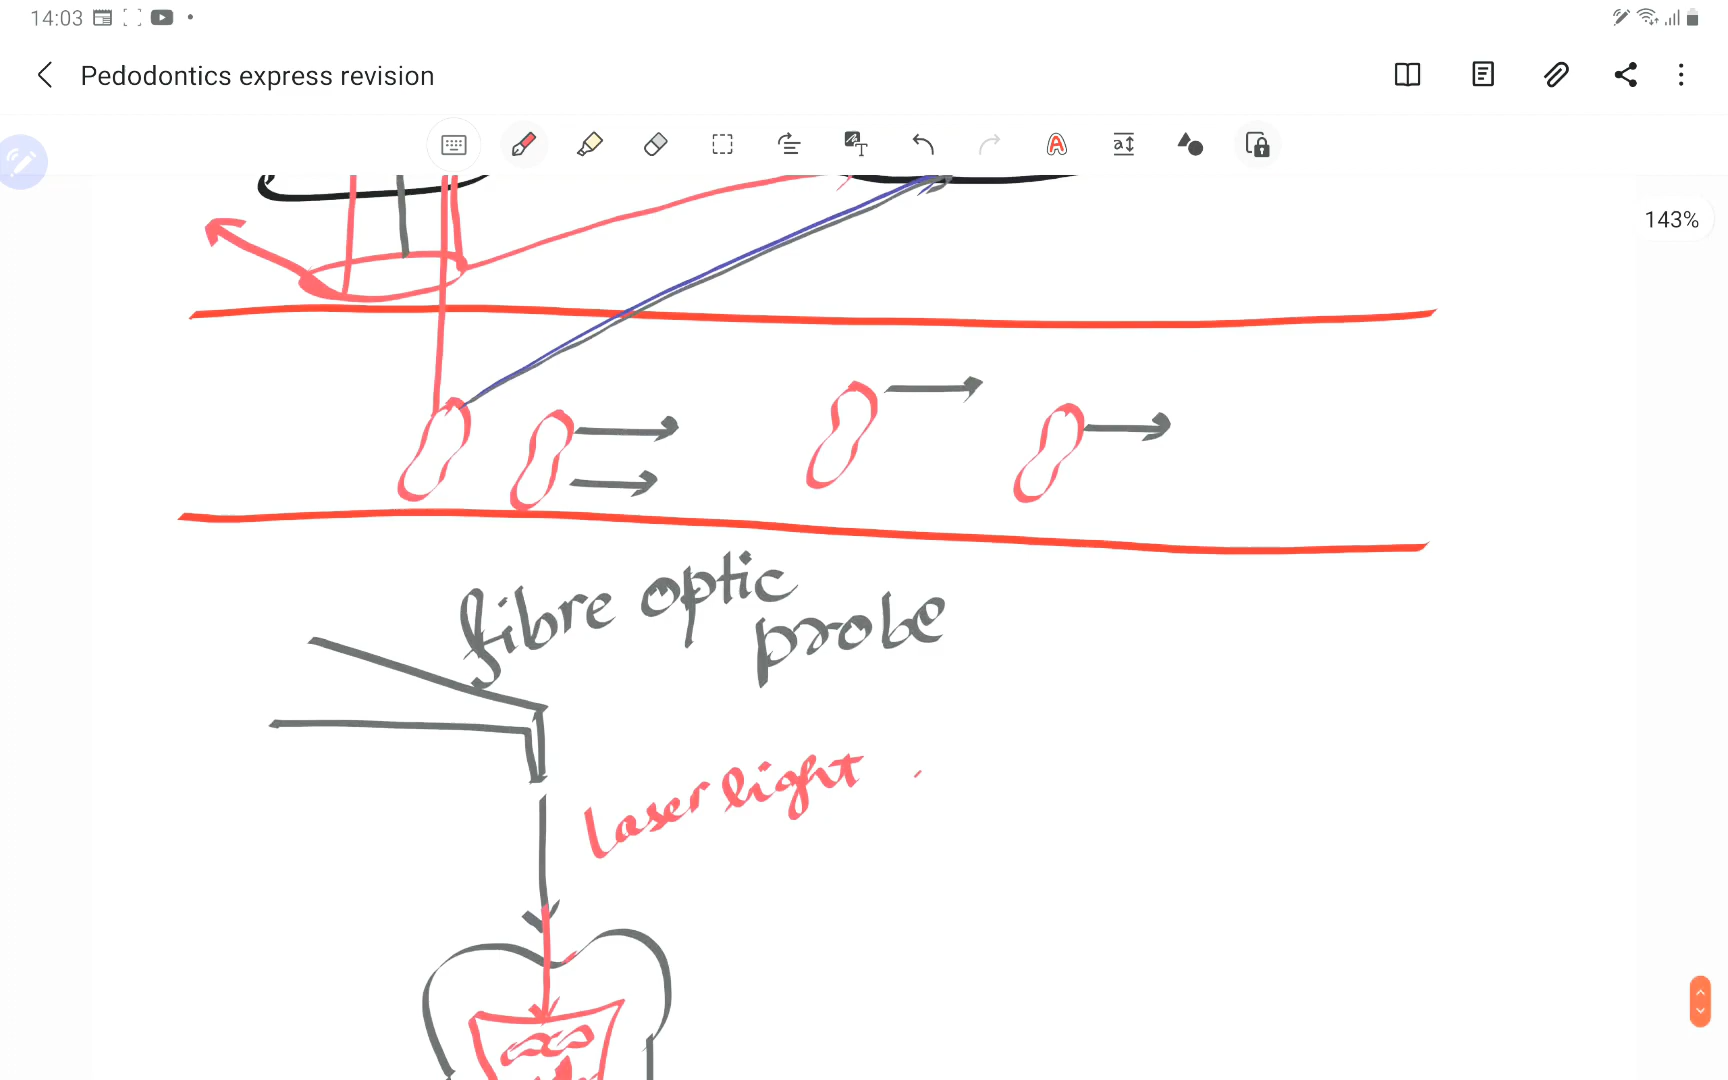 14:03
Pedodontics express revision
143%
fibre optic
probe
laser light